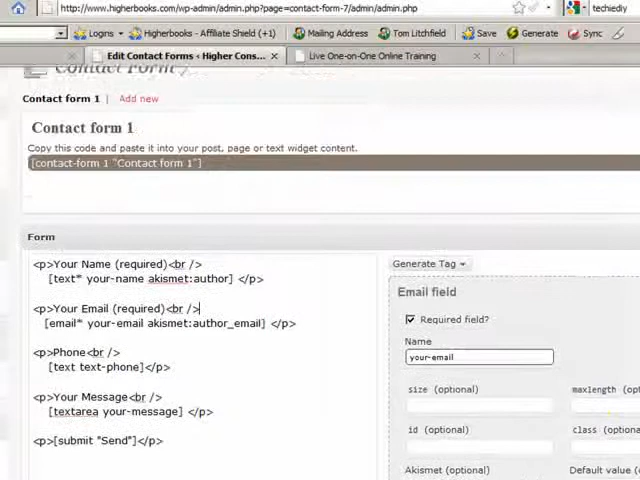 http://www.higherbooks.com/wp-admin/admin.php?page=contact-form-7/admin/admin.php
techiediy
Logins
Higherbooks - Affiliate Shield (+1)
Mailing Address
Tom Litchfield
Save
Generate
Sync
Edit Contact Forms ‹ Higher Cons...
Live One-on-One Online Training
Contact Form 7
Contact form 1 | Add new
Contact form 1
Copy this code and paste it into your post, page or text widget content.
[contact-form 1 "Contact form 1"]
Form
<p>Your Name (required)<br />
[text* your-name akismet:author] </p>
<p>Your Email (required)<br />
[email* your-email akismet:author_email] </p>
<p>Phone<br />
[text text-phone]</p>
<p>Your Message<br />
[textarea your-message] </p>
<p>[submit "Send"]</p>
Generate Tag
Email field
Required field?
Name
your-email
size (optional)
maxlength (opti
id (optional)
class (optiona
Akismet (optional)
Default value (